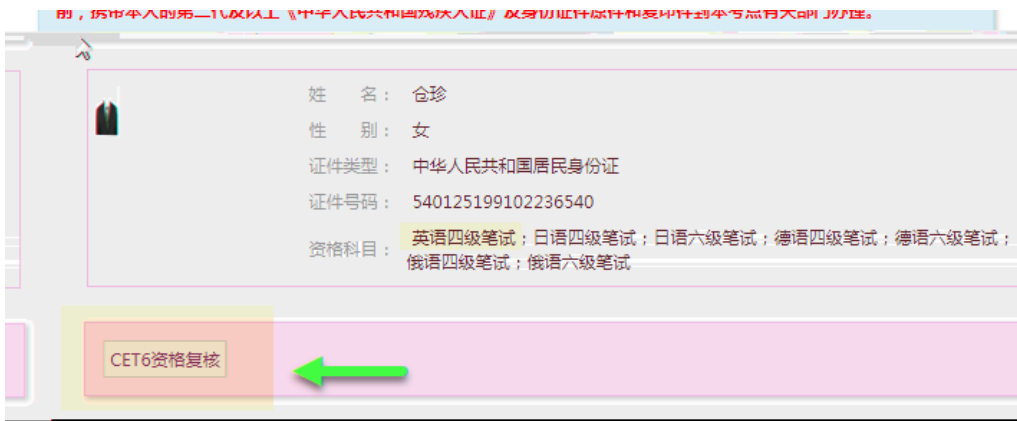 前，携带本人的第二代及以上《中华人民共和国残疾人证》及身份证件原件和复印件到本考点有关部门办理。
姓 名： 仓珍
性 别： 女
证件类型： 中华人民共和国居民身份证
证件号码： 540125199102236540
资格科目： 英语四级笔试；日语四级笔试；日语六级笔试；德语四级笔试；德语六级笔试；
俄语四级笔试；俄语六级笔试
CET6资格复核